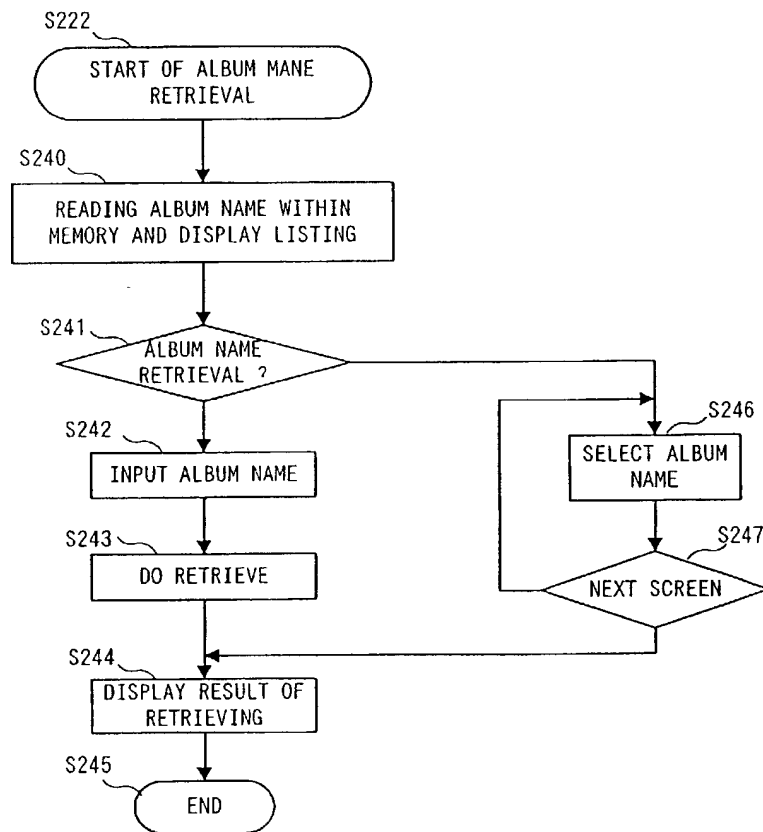 S222
START OF ALBUM MANE
RETRIEVAL
S240
READING ALBUM NAME WITHIN
MEMORY AND DISPLAY LISTING
S241
ALBUM NAME
RETRIEVAL ?
S242
INPUT ALBUM NAME
S243
DO RETRIEVE
S246
SELECT ALBUM
NAME
S247
NEXT SCREEN
S244
DISPLAY RESULT OF
RETRIEVING
S245
END